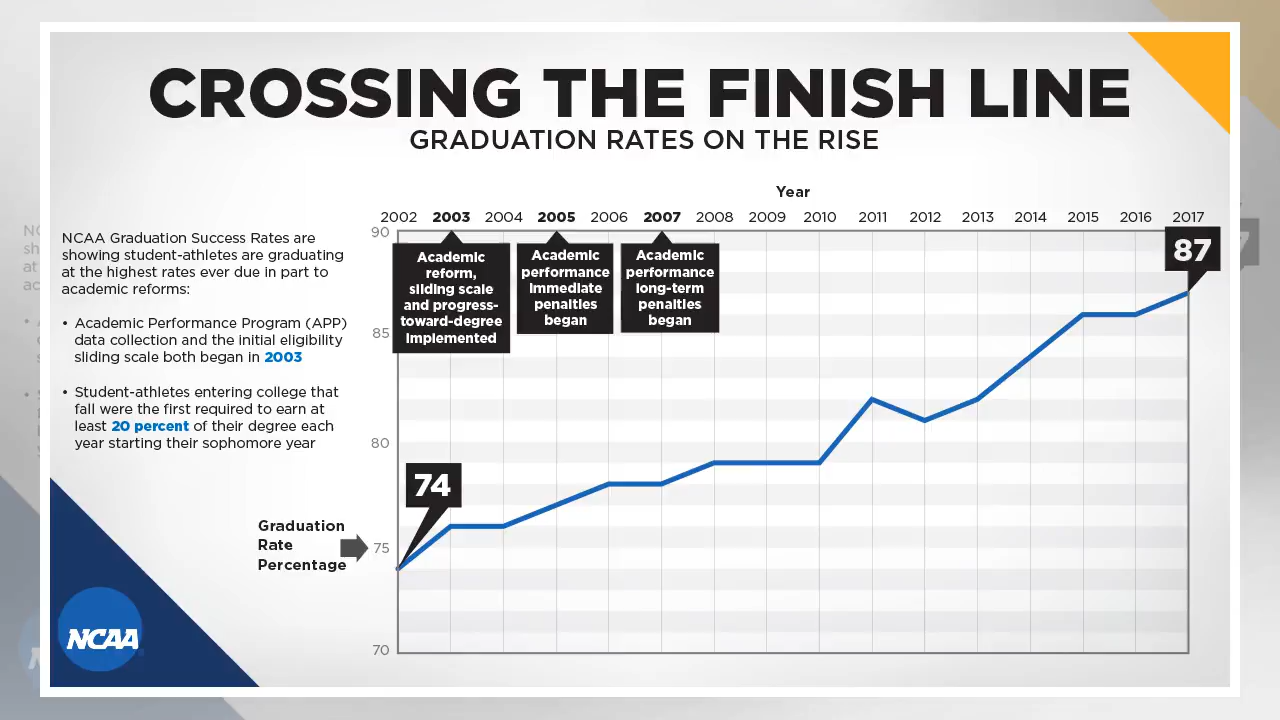 CROSSING THE FINISH LINE
GRADUATION RATES ON THE RISE
NCAA Graduation Success Rates are
showing student-athletes are graduating
at the highest rates ever due in part to
academic reforms:
• Academic Performance Program (APP)
data collection and the initial eligibility
sliding scale both began in 2003
• Student-athletes entering college that
fall were the first required to earn at
least 20 percent of their degree each
year starting their sophomore year
Year
2002 2003 2004 2005 2006 2007 2008 2009 2010 2011 2012 2013 2014 2015 2016 2017
90
85
80
75
70
Academic
reform,
sliding scale
and progress-
toward-degree
implemented
Academic
performance
immediate
penalties
began
Academic
performance
long-term
penalties
began
87
74
Graduation
Rate
Percentage
NCAA